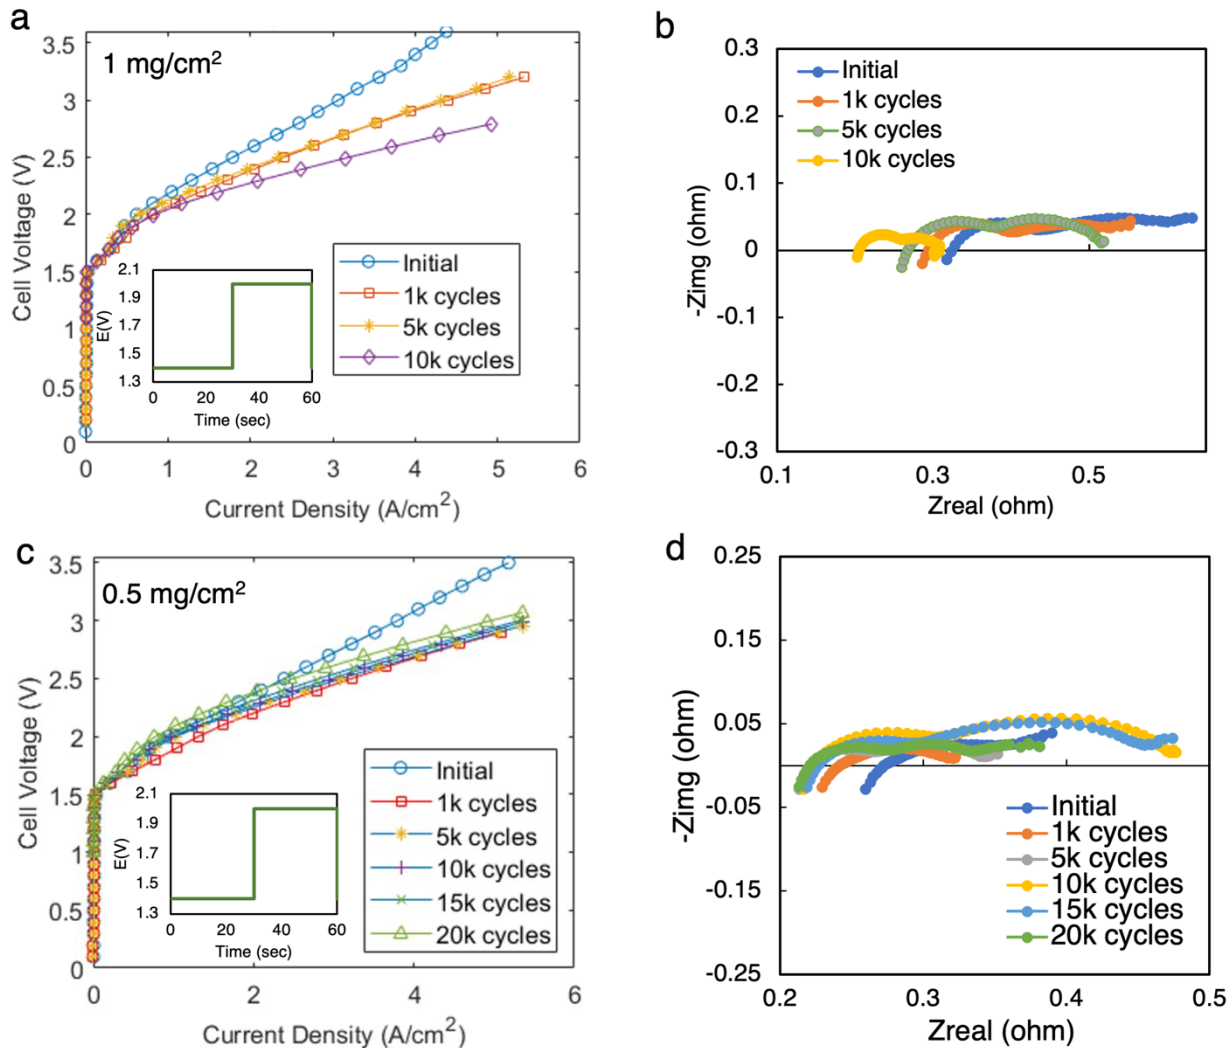 a
1 mg/cm²
3.5
3
2.5
2
1.5
1
0.5
0
Cell Voltage (V)
0 1 2 3 4 5 6
Current Density (A/cm²)
2.1
1.9
1.7
1.5
1.3
E(V)
0 20 40 60
Time (sec)
Initial
1k cycles
5k cycles
10k cycles
b
0.3
0.2
0.1
0
-0.1
-0.2
-0.3
-Zimg (ohm)
0.1 0.3 0.5
Zreal (ohm)
Initial
1k cycles
5k cycles
10k cycles
c
0.5 mg/cm²
3.5
3
2.5
2
1.5
1
0.5
0
Cell Voltage (V)
0 2 4 6
Current Density (A/cm²)
2.1
1.9
1.7
1.5
1.3
E(V)
0 20 40 60
Time (sec)
Initial
1k cycles
5k cycles
10k cycles
15k cycles
20k cycles
d
0.25
0.15
0.05
-0.05
-0.15
-0.25
-Zimg (ohm)
0.2 0.3 0.4 0.5
Zreal (ohm)
Initial
1k cycles
5k cycles
10k cycles
15k cycles
20k cycles